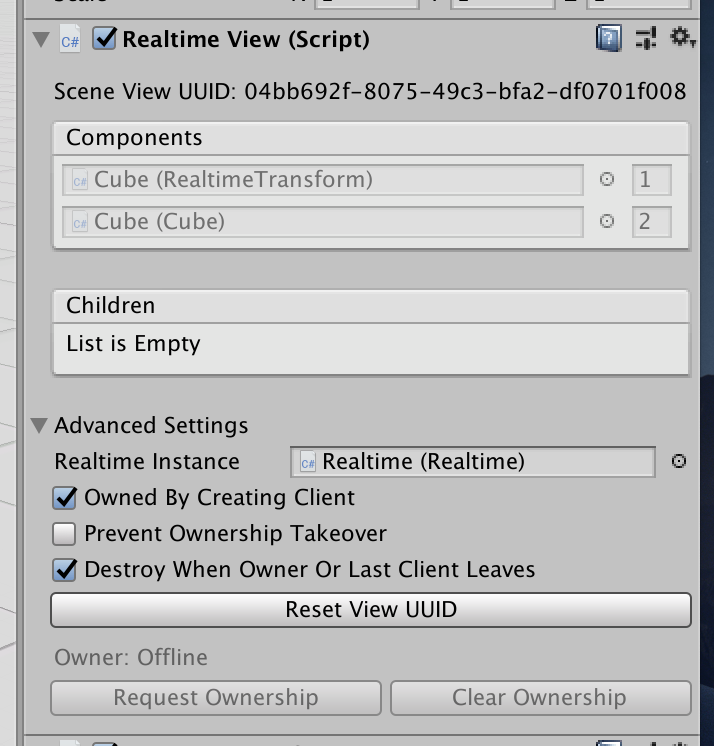 C# Realtime View (Script)
Scene View UUID: 04bb692f-8075-49c3-bfa2-df0701f008
Components
C# Cube (RealtimeTransform) 1
C# Cube (Cube) 2
Children
List is Empty
Advanced Settings
Realtime Instance C# Realtime (Realtime)
Owned By Creating Client
Prevent Ownership Takeover
Destroy When Owner Or Last Client Leaves
Reset View UUID
Owner: Offline
Request Ownership Clear Ownership